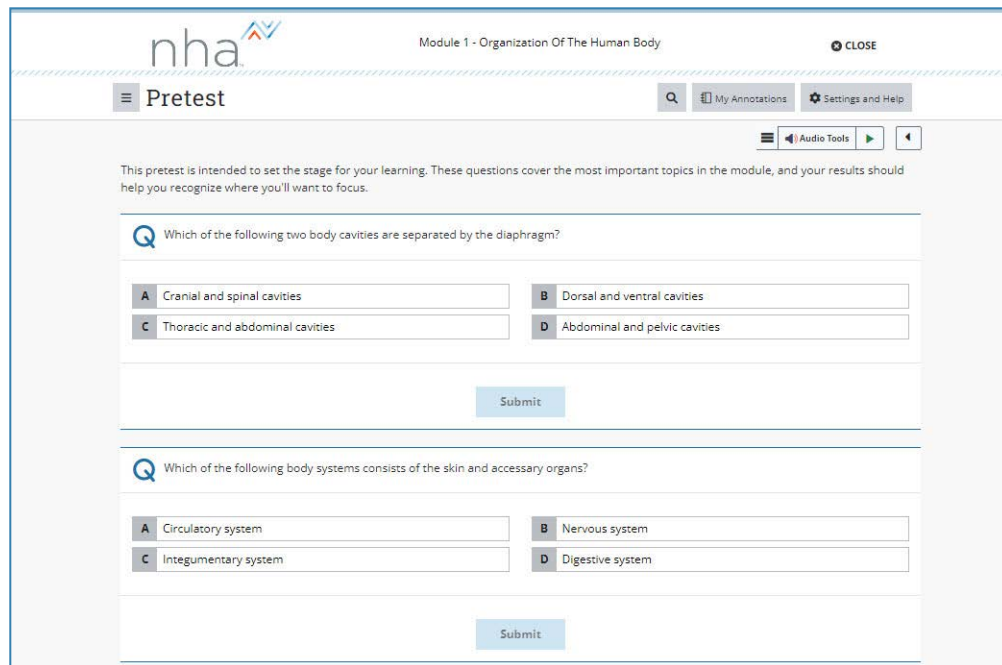 nha
Module 1 - Organization Of The Human Body
CLOSE
Pretest
My Annotations
Settings and Help
Audio Tools
This pretest is intended to set the stage for your learning. These questions cover the most important topics in the module, and your results should
help you recognize where you'll want to focus.
Q Which of the following two body cavities are separated by the diaphragm?
A Cranial and spinal cavities
B Dorsal and ventral cavities
C Thoracic and abdominal cavities
D Abdominal and pelvic cavities
Submit
Q Which of the following body systems consists of the skin and accessary organs?
A Circulatory system
B Nervous system
C Integumentary system
D Digestive system
Submit